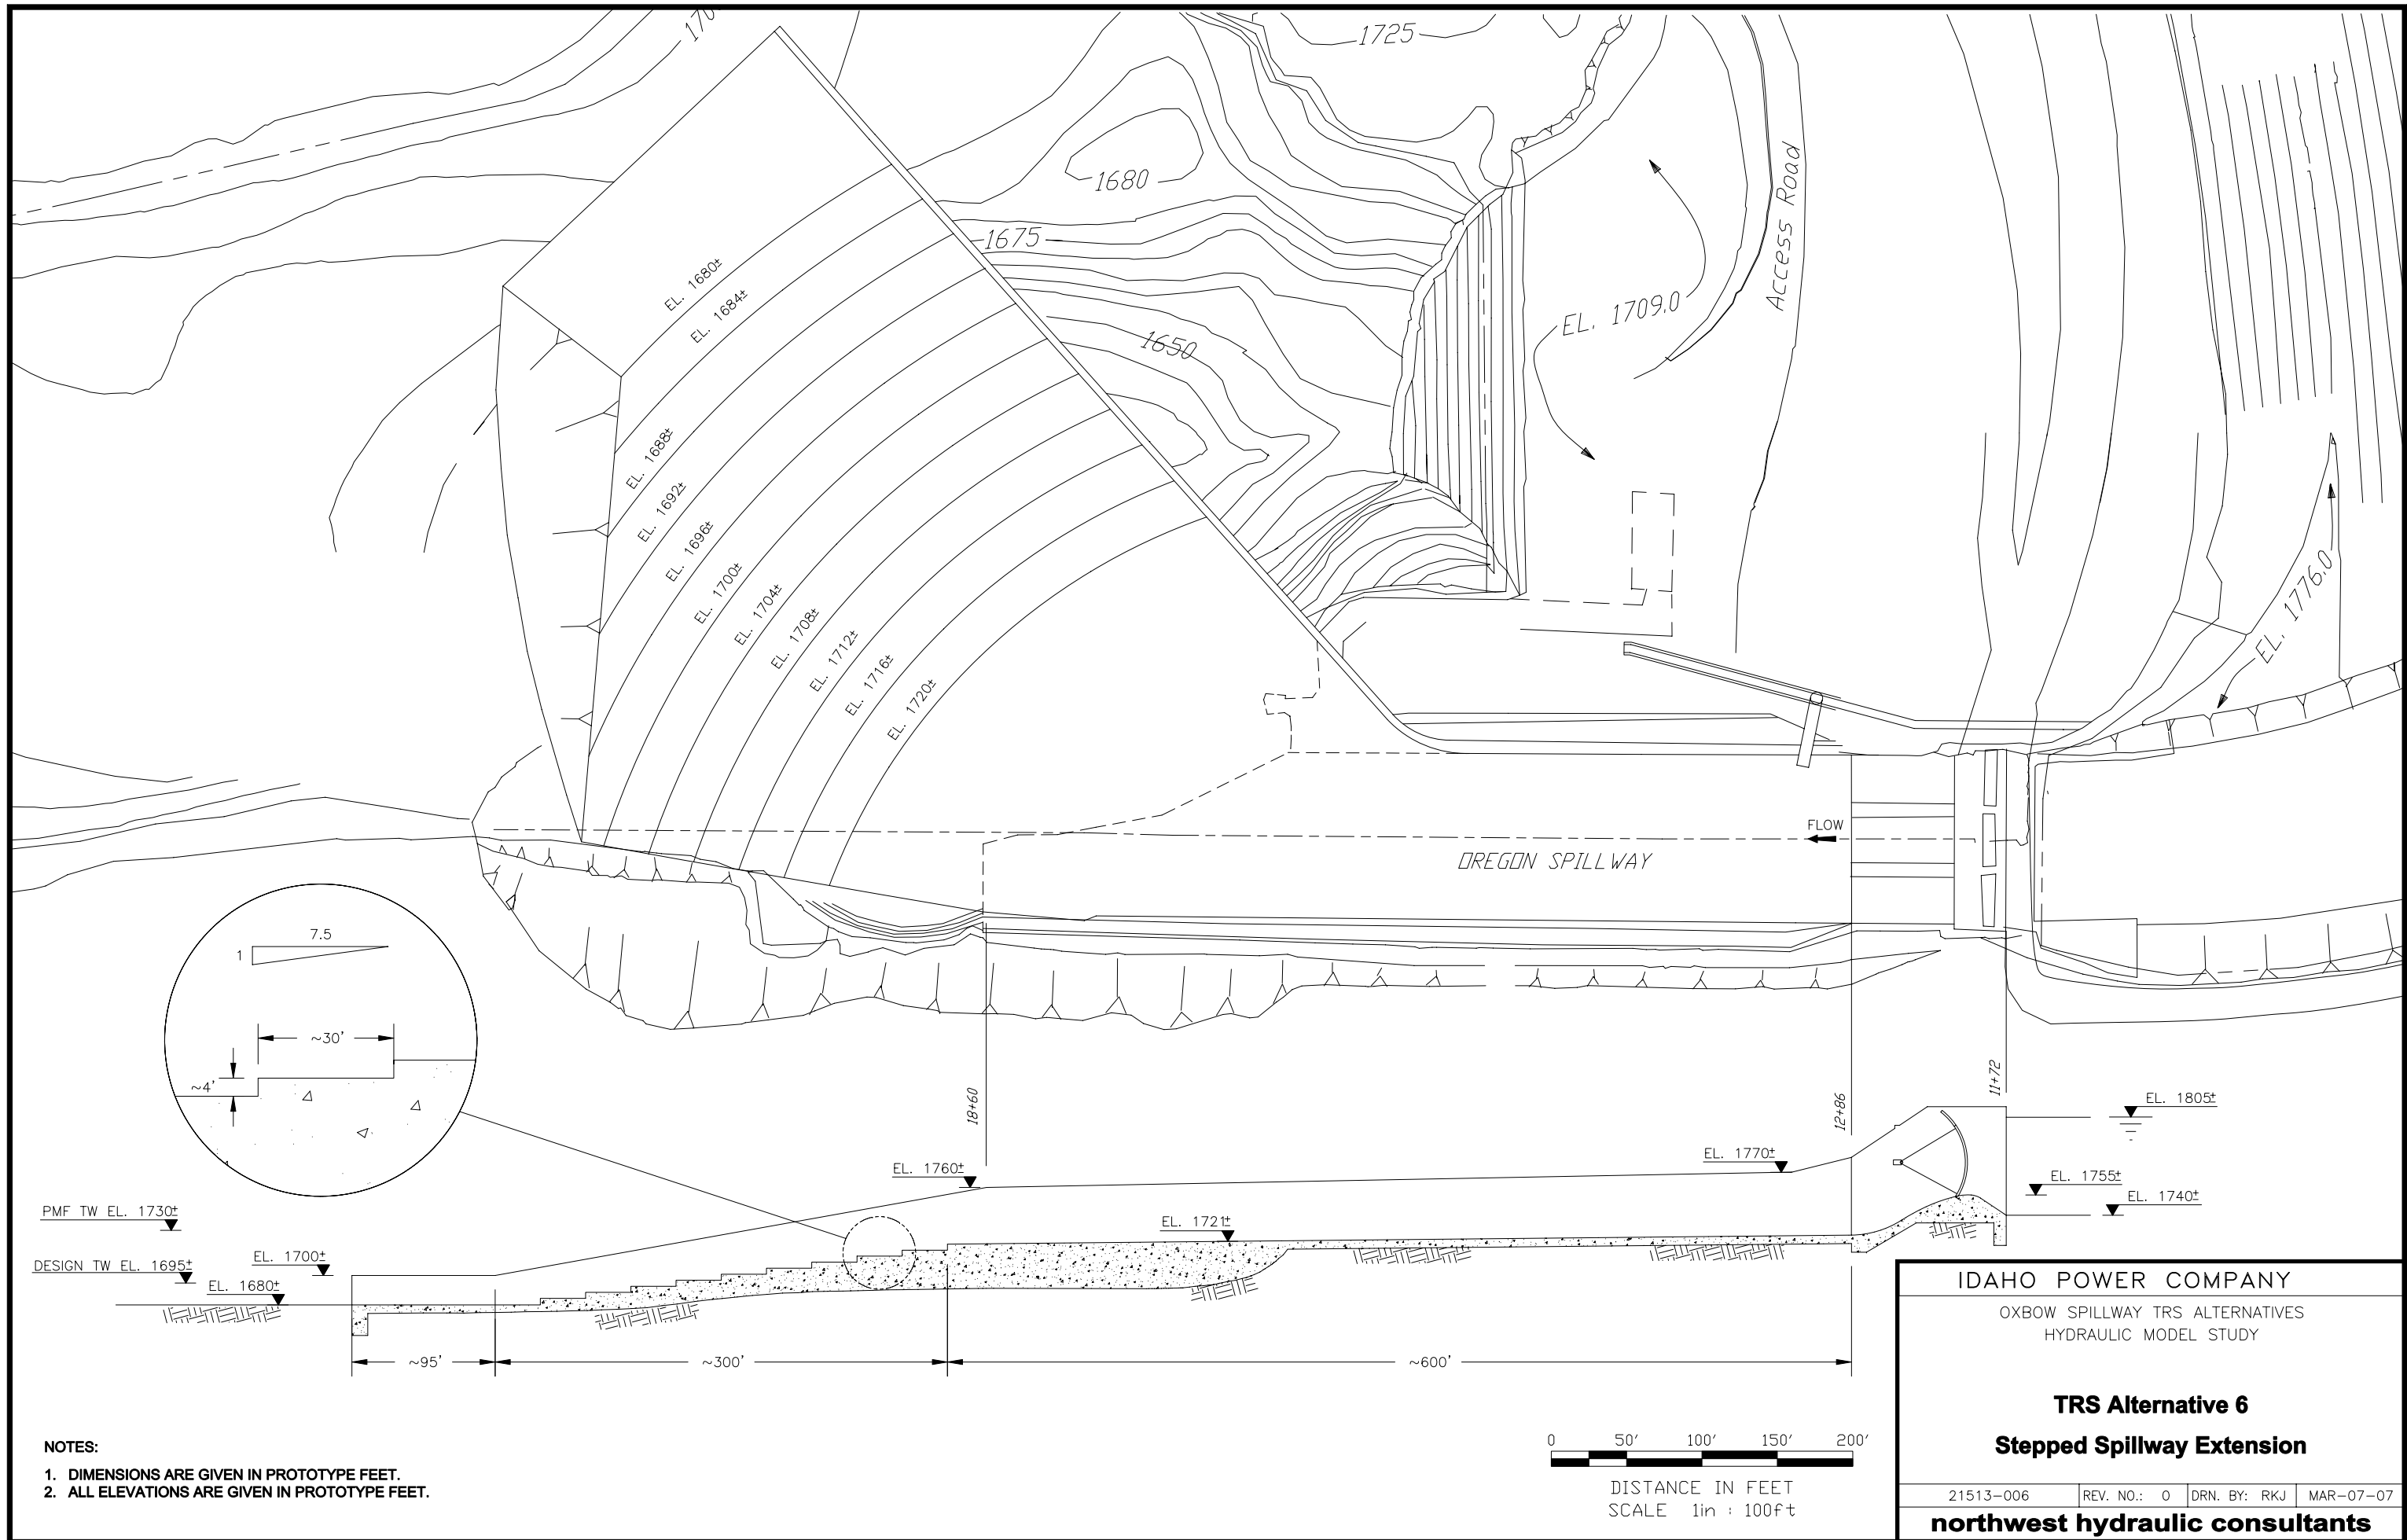 1725
1680
1675
1650
EL. 1709.0
Access Road
EL. 1776.0
EL. 1680±
EL. 1684±
EL. 1688±
EL. 1692±
EL. 1696±
EL. 1700±
EL. 1704±
EL. 1708±
EL. 1712±
EL. 1716±
EL. 1720±
FLOW
OREGON SPILLWAY
7.5
1
~30'
~4'
18+60
12+86
11+72
EL. 1805±
EL. 1760±
EL. 1770±
EL. 1755±
EL. 1740±
EL. 1721±
PMF TW EL. 1730±
DESIGN TW EL. 1695±
EL. 1700±
EL. 1680±
~95'
~300'
~600'
NOTES:
1. DIMENSIONS ARE GIVEN IN PROTOTYPE FEET.
2. ALL ELEVATIONS ARE GIVEN IN PROTOTYPE FEET.
0 50' 100' 150' 200'
DISTANCE IN FEET
SCALE 1in : 100ft
IDAHO POWER COMPANY
OXBOW SPILLWAY TRS ALTERNATIVES
HYDRAULIC MODEL STUDY
TRS Alternative 6
Stepped Spillway Extension
21513-006 REV. NO.: 0 DRN. BY: RKJ MAR-07-07
northwest hydraulic consultants